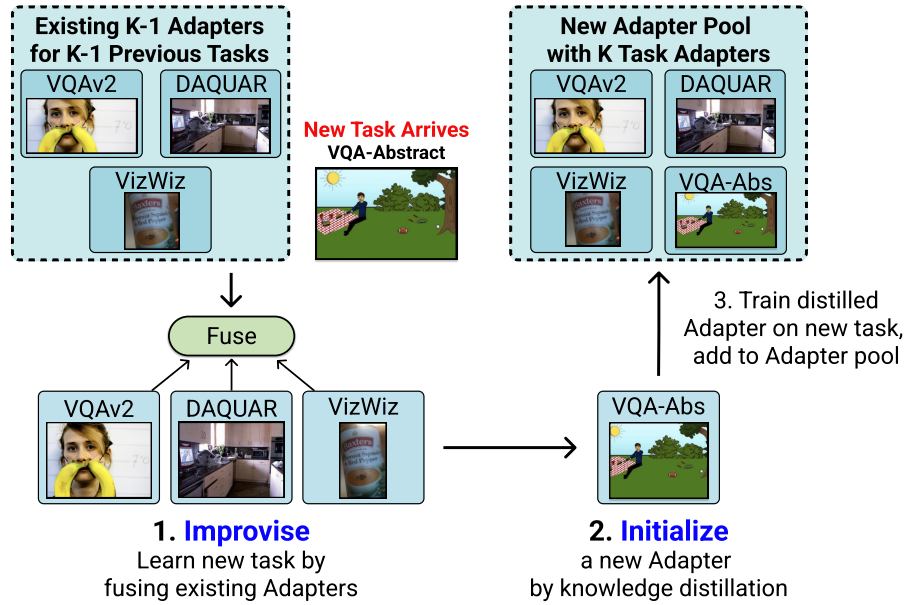 Existing K-1 Adapters
for K-1 Previous Tasks
VQAv2
DAQUAR
VizWiz
New Task Arrives
VQA-Abstract
New Adapter Pool
with K Task Adapters
VQAv2
DAQUAR
VizWiz
VQA-Abs
Fuse
VQAv2
DAQUAR
VizWiz
1. Improvise
Learn new task by
fusing existing Adapters
VQA-Abs
2. Initialize
a new Adapter
by knowledge distillation
3. Train distilled
Adapter on new task,
add to Adapter pool